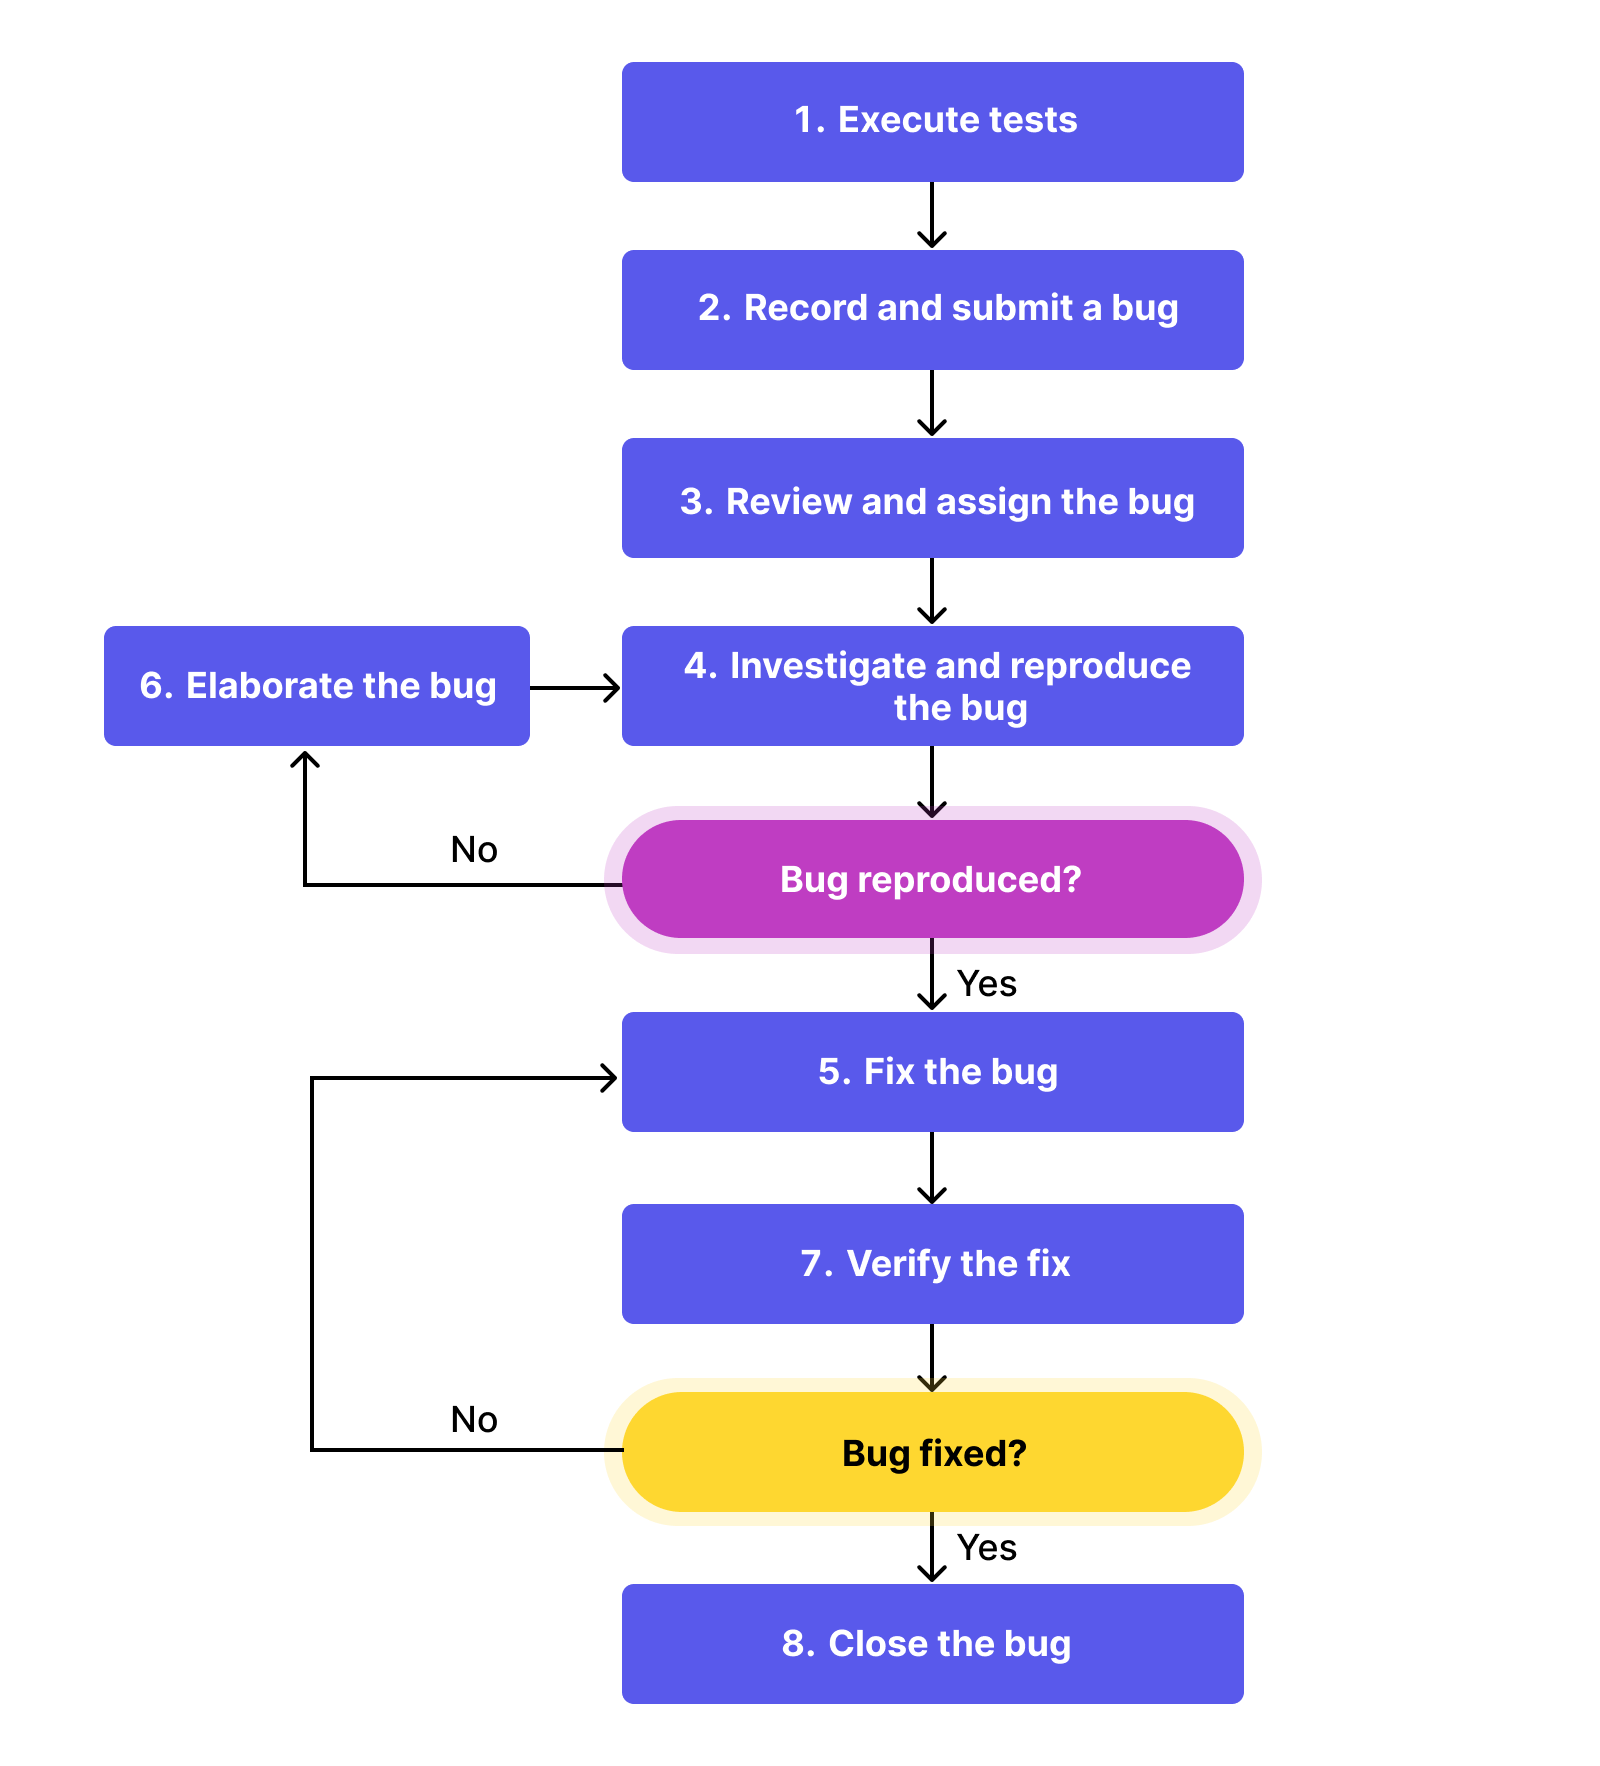 1. Execute tests
2. Record and submit a bug
3. Review and assign the bug
6. Elaborate the bug
4. Investigate and reproduce
the bug
No
Bug reproduced?
Yes
5. Fix the bug
7. Verify the fix
No
Bug fixed?
Yes
8. Close the bug